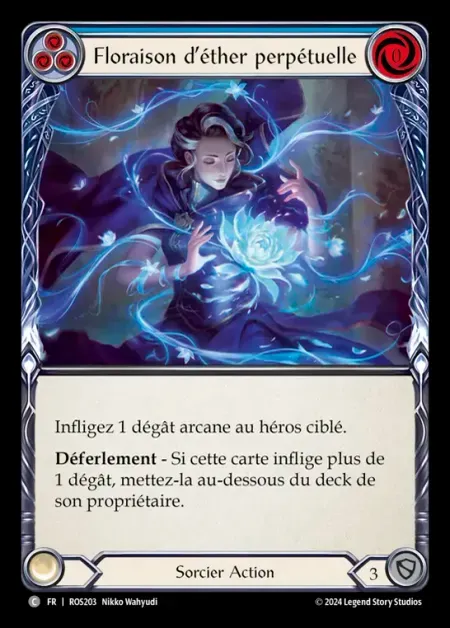 Floraison d'éther perpétuelle
0
Infligez 1 dégât arcane au héros ciblé.
Déferlement - Si cette carte inflige plus de
1 dégât, mettez-la au-dessous du deck de
son propriétaire.
Sorcier Action
3
C FR | ROS203 Nikko Wahyudi
© 2024 Legend Story Studios